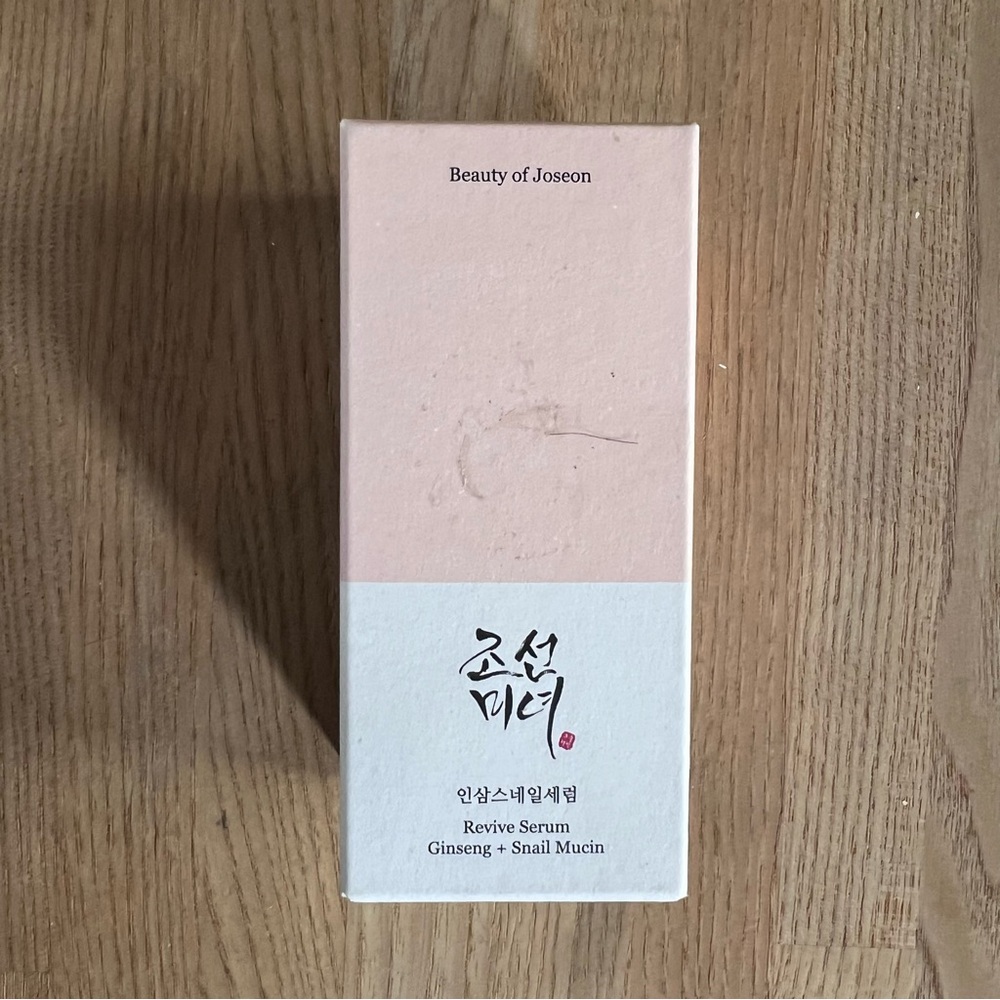 Beauty of Joseon
조선
미녀
인삼스네일세럼
Revive Serum
Ginseng + Snail Mucin